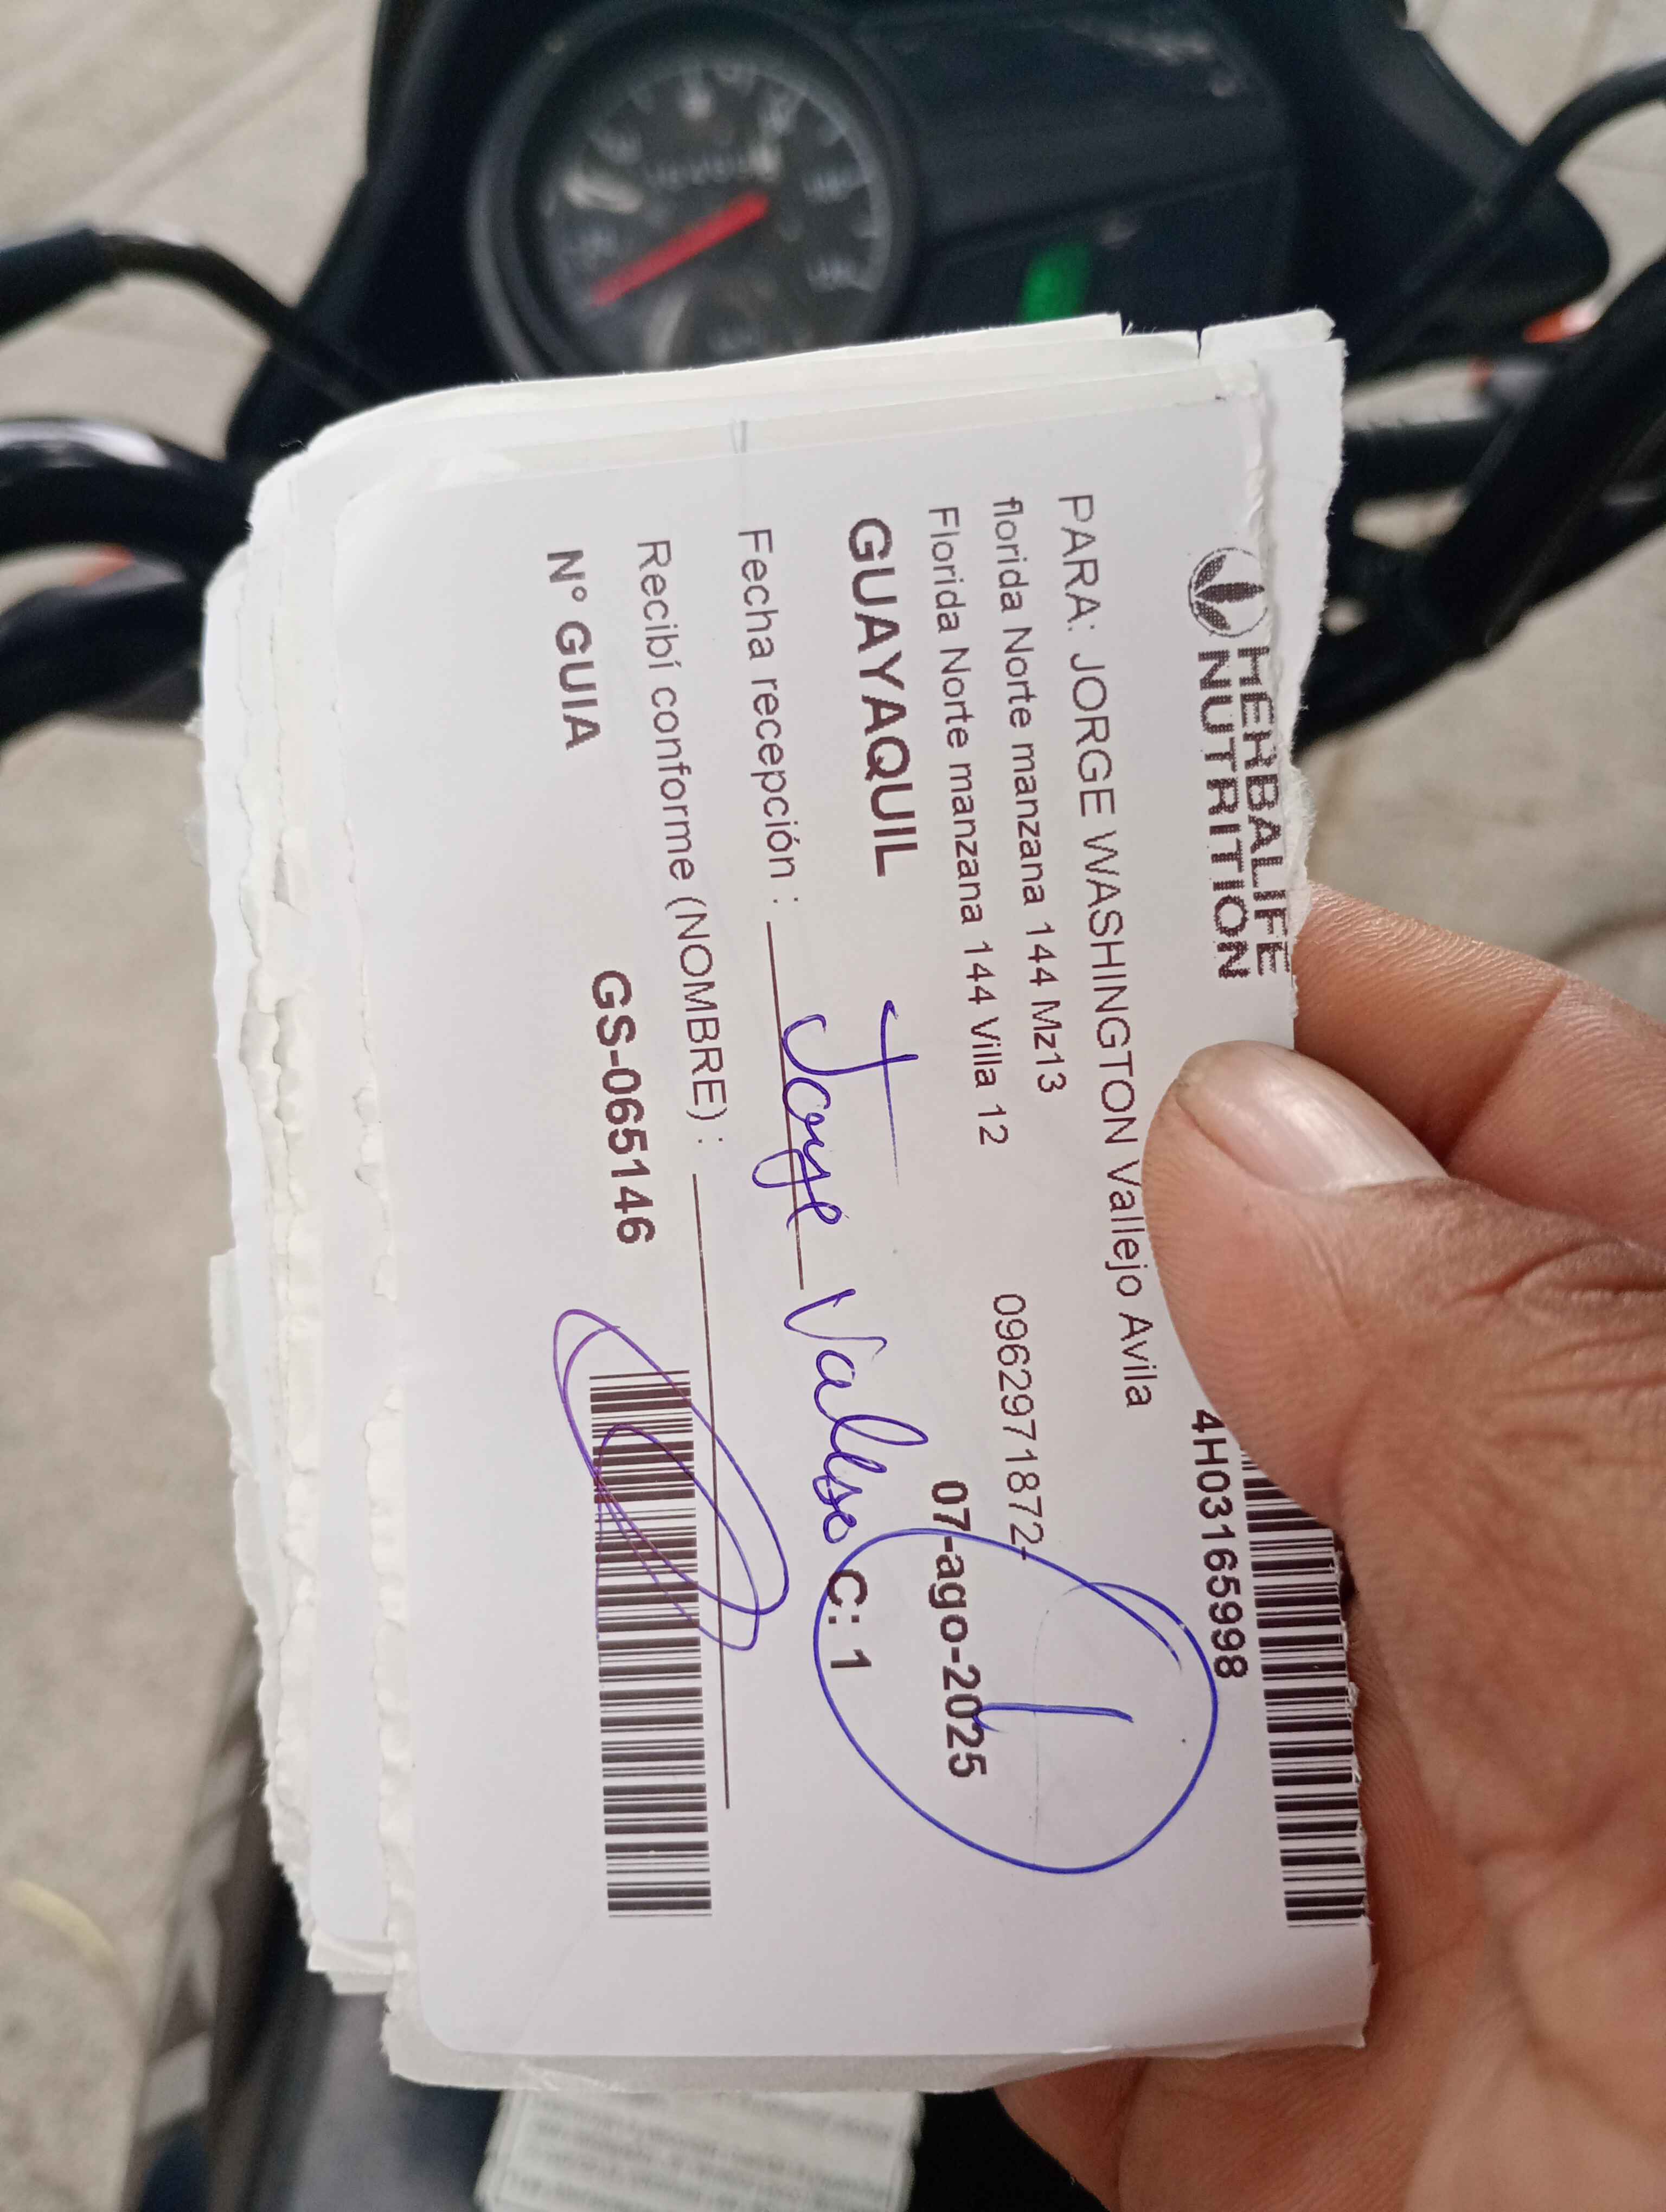 HERBALIFE
NUTRITION
4H03165998
PARA: JORGE WASHINGTON Vallejo Avila
florida Norte manzana 144 Mz13 0962971872-
Florida Norte manzana 144 Villa 12
07-ago-2025
GUAYAQUIL
C: 1
Jorge Vallejo
Fecha recepción :
Recibí conforme (NOMBRE) :
N° GUIA GS-065146